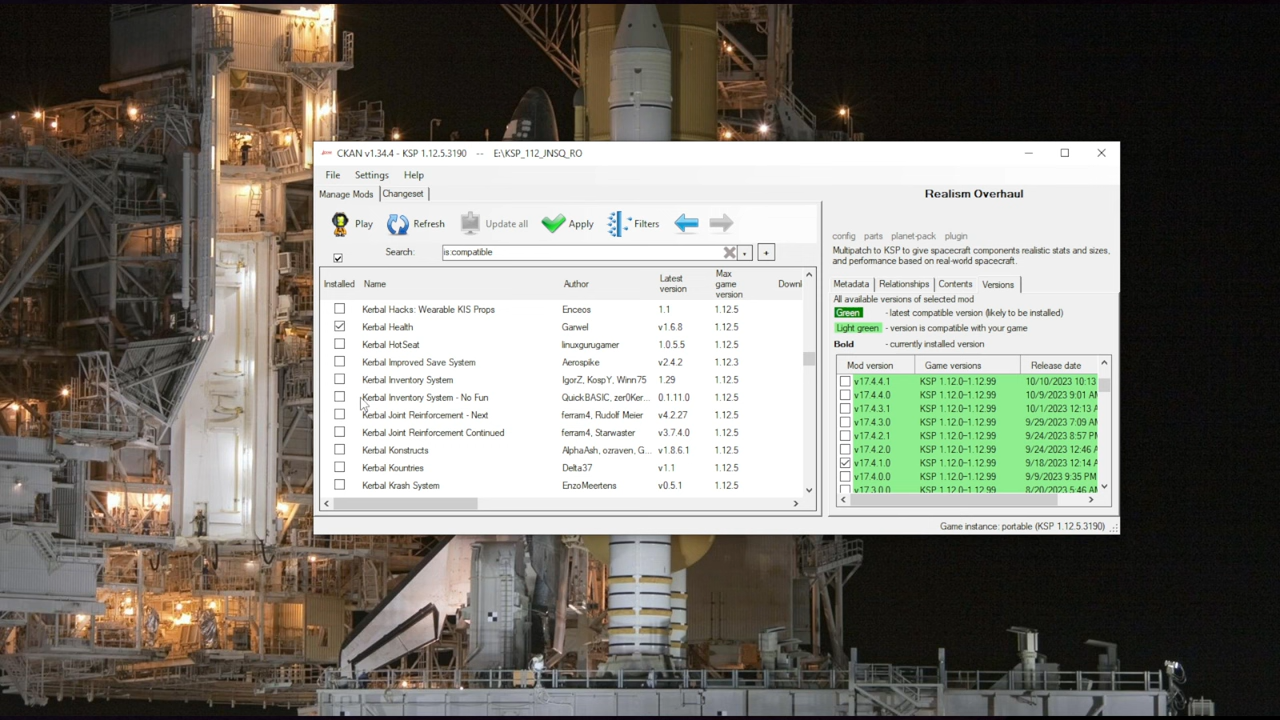 CKAN v1.34.4 - KSP 1.12.5.3190 -- E:\KSP_112_JNSQ_RO
File Settings Help
Manage Mods Changeset
Play Refresh Update all Apply Filters
Search: is:compatible +
Installed Name Author Latest version Max game version Downl
Kerbal Hacks: Wearable KIS Props Enceos 1.1 1.12.5
Kerbal Health Garwel v1.6.8 1.12.5
Kerbal HotSeat linuxgurugamer 1.0.5.5 1.12.5
Kerbal Improved Save System Aerospike v2.4.2 1.12.3
Kerbal Inventory System IgorZ, KospY, Winn75 1.29 1.12.5
Kerbal Inventory System - No Fun QuickBASIC, zer0Ker... 0.1.11.0 1.12.5
Kerbal Joint Reinforcement - Next ferram4, Rudolf Meier v4.2.27 1.12.5
Kerbal Joint Reinforcement Continued ferram4, Starwaster v3.7.4.0 1.12.5
Kerbal Konstructs AlphaAsh, ozraven, G... v1.8.6.1 1.12.5
Kerbal Kountries Delta37 v1.1 1.12.5
Kerbal Krash System EnzoMeertens v0.5.1 1.12.5
Realism Overhaul
config parts planet-pack plugin
Multipatch to KSP to give spacecraft components realistic stats and sizes,
and performance based on real-world spacecraft.
Metadata Relationships Contents Versions
All available versions of selected mod
Green - latest compatible version (likely to be installed)
Light green - version is compatible with your game
Bold - currently installed version
Mod version Game versions Release date
v17.4.4.1 KSP 1.12.0-1.12.99 10/10/2023 10:13
v17.4.4.0 KSP 1.12.0-1.12.99 10/9/2023 9:01 A
v17.4.3.1 KSP 1.12.0-1.12.99 10/1/2023 12:13 A
v17.4.3.0 KSP 1.12.0-1.12.99 9/29/2023 7:09 A
v17.4.2.1 KSP 1.12.0-1.12.99 9/24/2023 8:57 P
v17.4.2.0 KSP 1.12.0-1.12.99 9/24/2023 12:46 A
v17.4.1.0 KSP 1.12.0-1.12.99 9/18/2023 12:14 A
v17.4.0.0 KSP 1.12.0-1.12.99 9/9/2023 9:35 PM
v17.3.0.0 KSP 1.12.0-1.12.99 8/20/2023 5:46 A
Game instance: portable (KSP 1.12.5.3190)